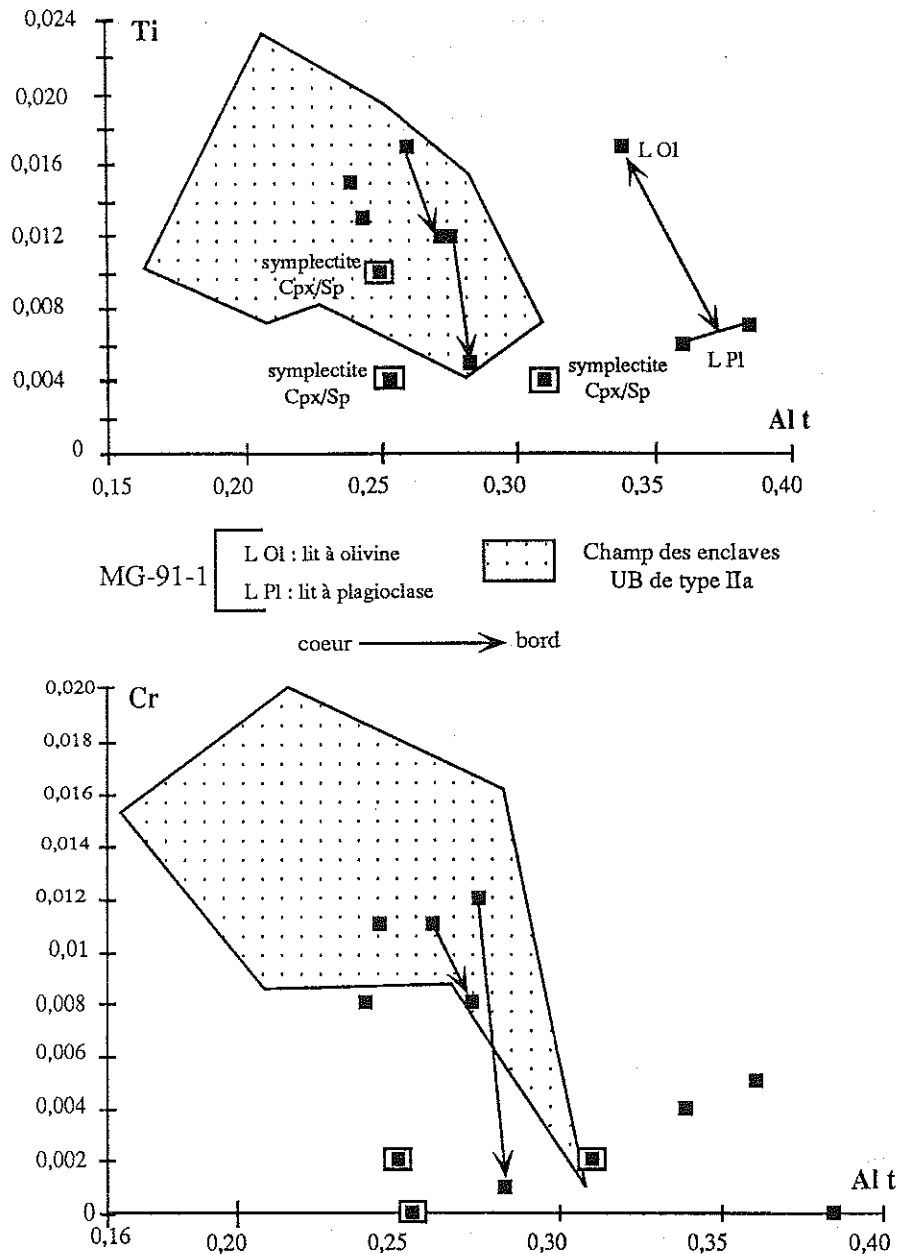 0,024
Ti
0,020
0,016
0,012
0,008
0,004
0
L Ol
symplectite
Cpx/Sp
symplectite
Cpx/Sp
symplectite
Cpx/Sp
L Pl
Al t
0,15
0,20
0,25
0,30
0,35
0,40
MG-91-1
L Ol : lit à olivine
L Pl : lit à plagioclase
Champ des enclaves
UB de type IIa
coeur
bord
0,020
Cr
0,018
0,016
0,014
0,012
0,01
0,008
0,006
0,004
0,002
0
Al t
0,16
0,20
0,25
0,30
0,35
0,40